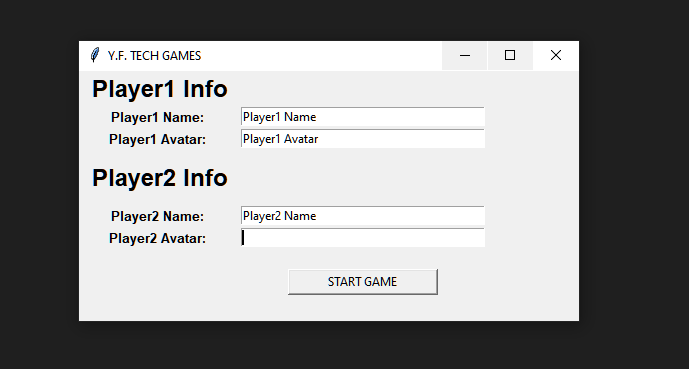 Y.F. TECH GAMES
Player1 Info
Player1 Name: Player1 Name
Player1 Avatar: Player1 Avatar
Player2 Info
Player2 Name: Player2 Name
Player2 Avatar:
START GAME